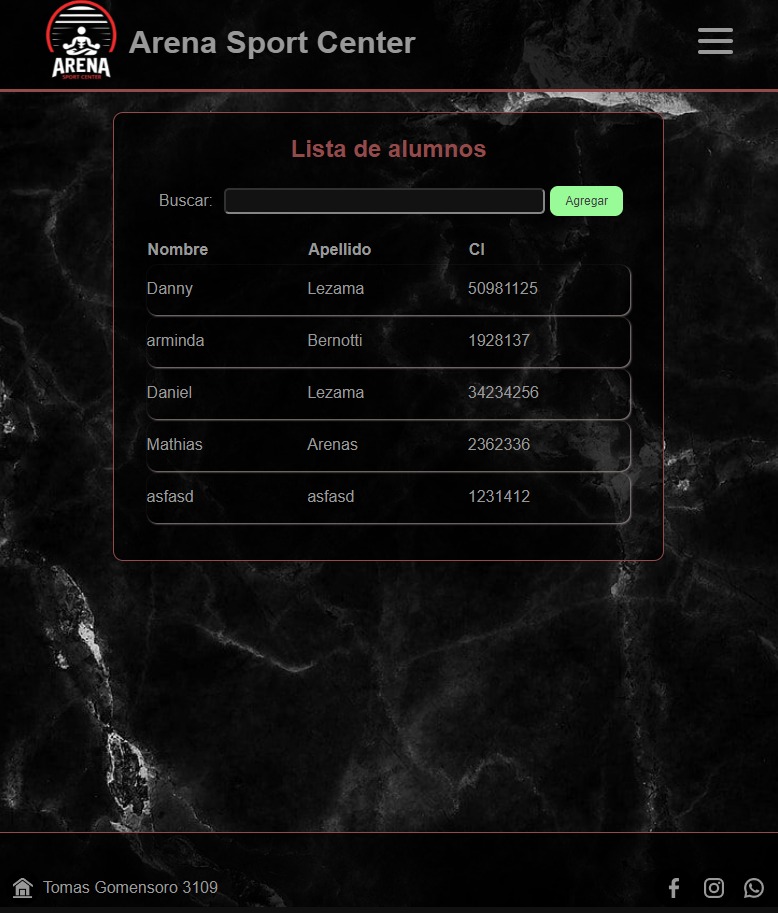 ARENA
SPORT CENTER
Arena Sport Center
Lista de alumnos
Buscar:
Agregar
Nombre Apellido CI
Danny Lezama 50981125
arminda Bernotti 1928137
Daniel Lezama 34234256
Mathias Arenas 2362336
asfasd asfasd 1231412
Tomas Gomensoro 3109